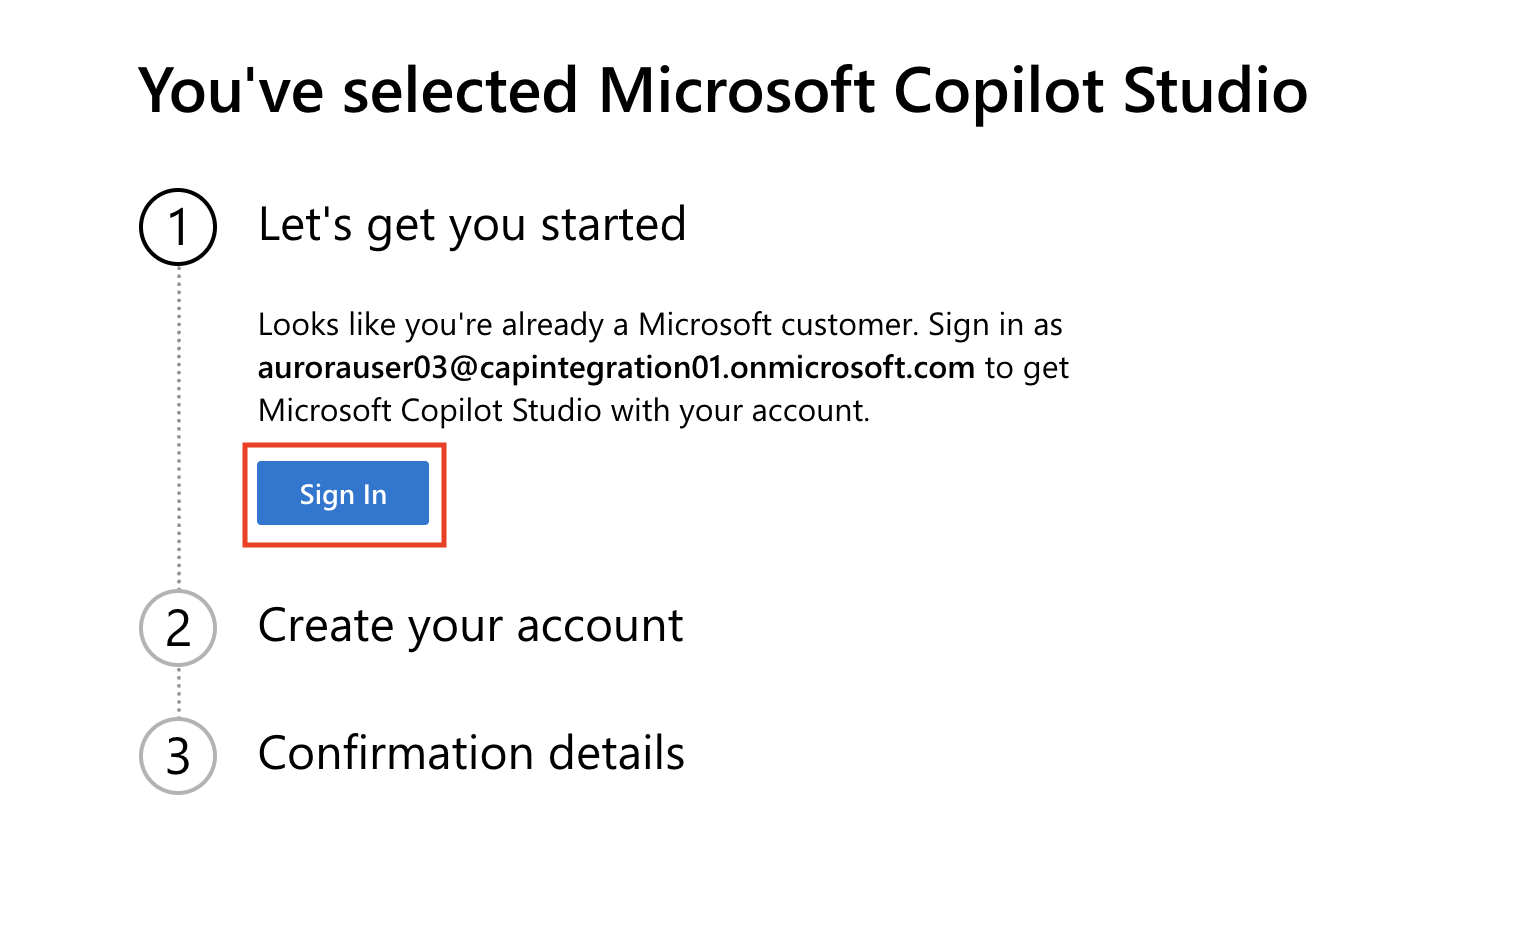 You've selected Microsoft Copilot Studio
1
Let's get you started
Looks like you're already a Microsoft customer. Sign in as
aurorauser03@capintegration01.onmicrosoft.com to get
Microsoft Copilot Studio with your account.
Sign In
2
Create your account
3
Confirmation details